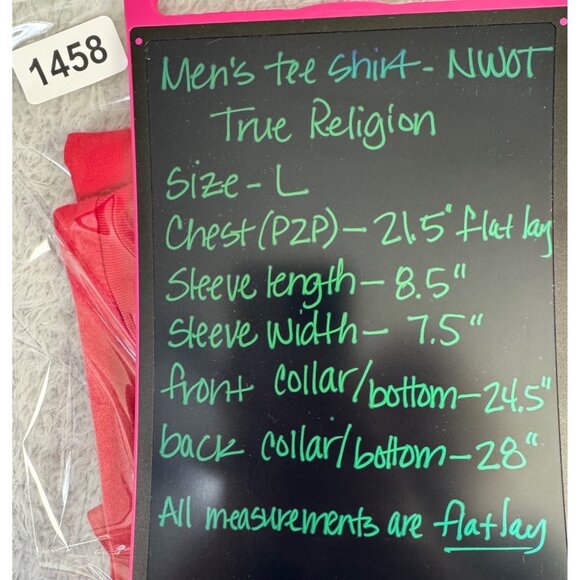 1458
Men's tee shirt - NWOT
True Religion
Size - L
Chest (P2P) - 21.5" flat lay
Sleeve length - 8.5"
Sleeve width - 7.5"
front collar/bottom - 24.5"
back collar/bottom - 28"
All measurements are flat lay